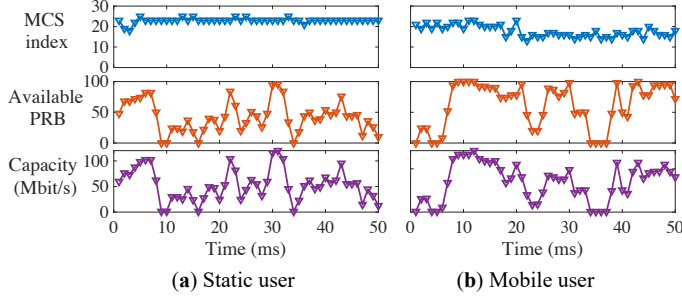 MCS
index
30
20
10
0
Available
PRB
100
50
0
Capacity
(Mbit/s)
100
50
0
0 10 20 30 40 50
Time (ms)
0 10 20 30 40 50
Time (ms)
(a) Static user
(b) Mobile user